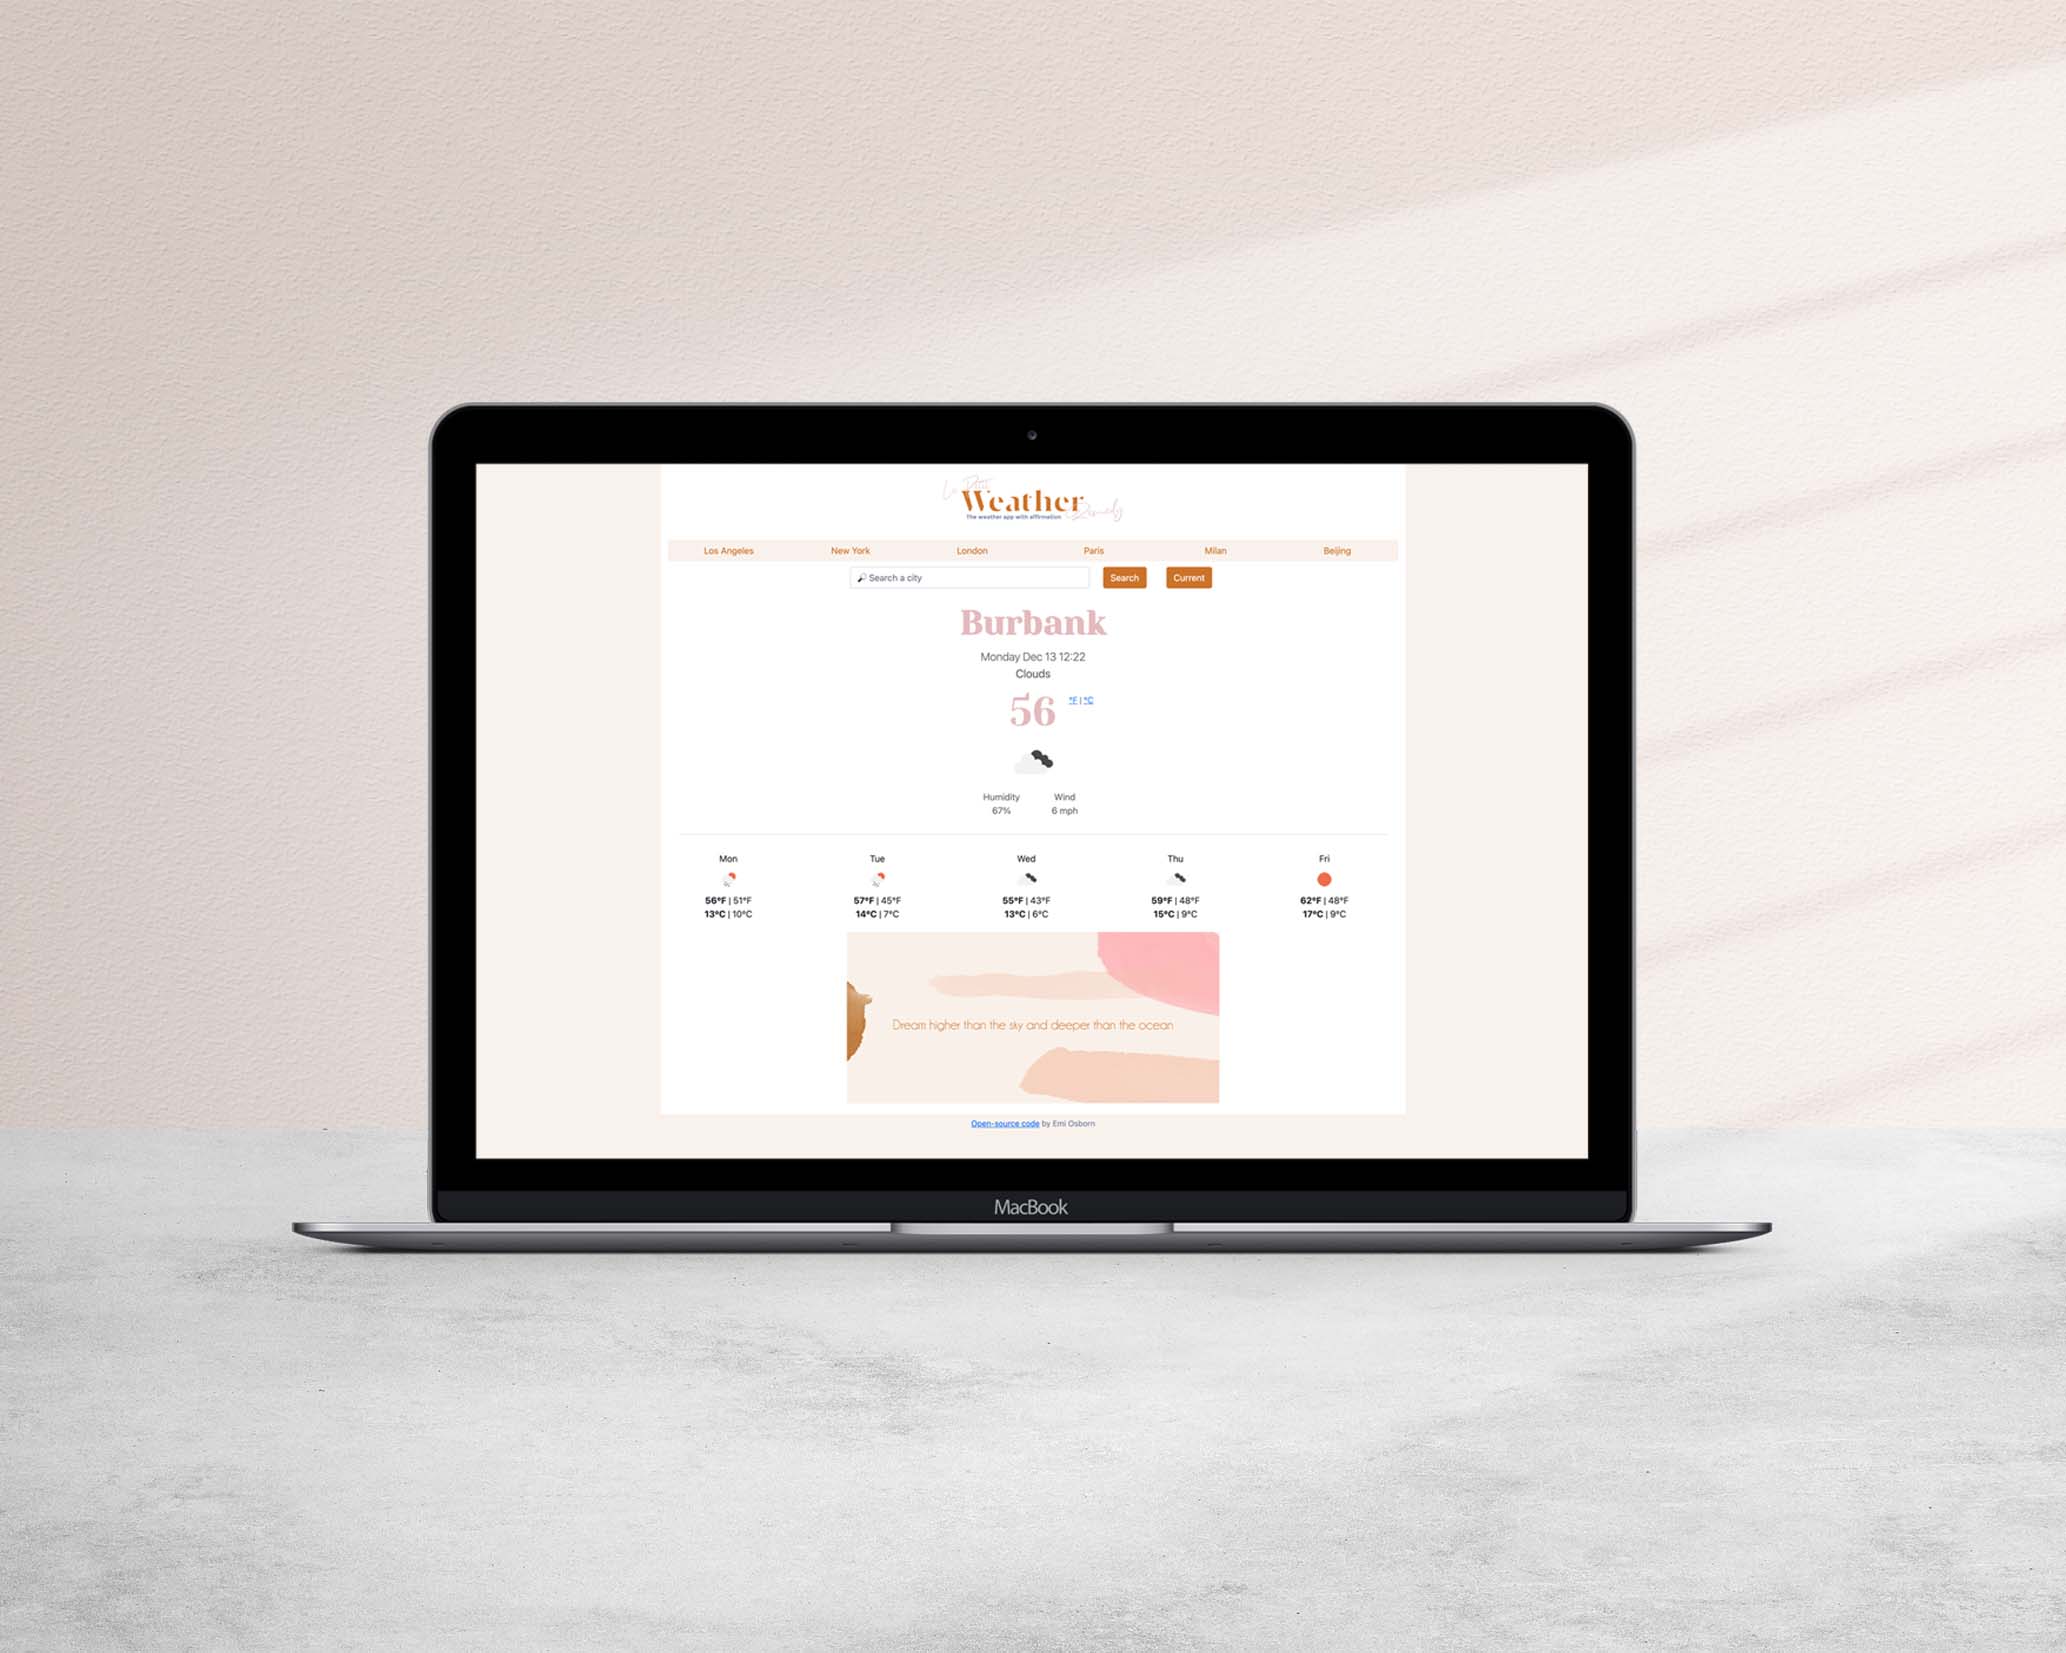 Le Ptit
Weather
Remedy
The weather app with affirmation
Los Angeles New York London Paris Milan Beijing
Search a city Search Current
Burbank
Monday Dec 13 12:22
Clouds
56 °F | °C
Humidity Wind
67% 6 mph
Mon Tue Wed Thu Fri
56°F | 51°F 57°F | 45°F 55°F | 43°F 59°F | 48°F 62°F | 48°F
13°C | 10°C 14°C | 7°C 13°C | 6°C 15°C | 9°C 17°C | 9°C
Dream higher than the sky and deeper than the ocean
Open-source code by Emi Osborn
MacBook